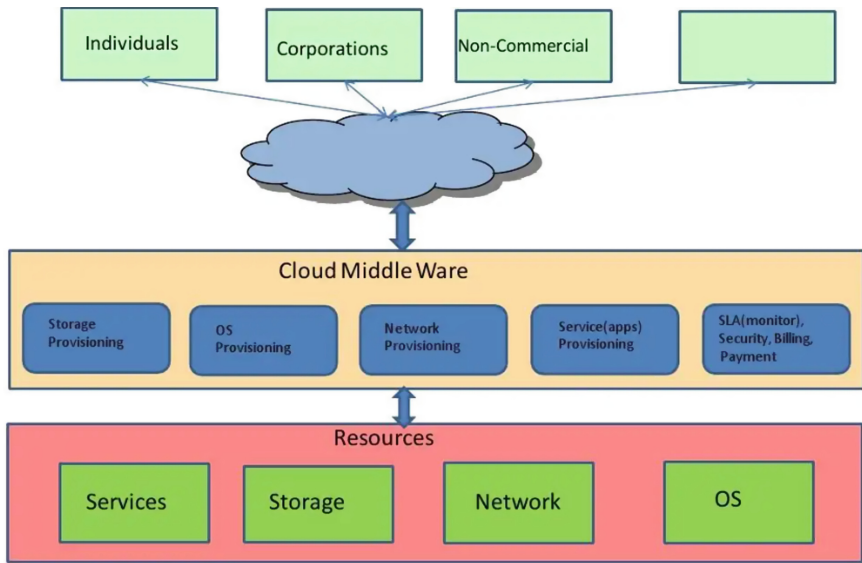 Individuals
Corporations
Non-Commercial
Cloud Middle Ware
Storage
Provisioning
OS
Provisioning
Network
Provisioning
Service(apps)
Provisioning
SLA(monitor),
Security, Billing,
Payment
Resources
Services
Storage
Network
OS